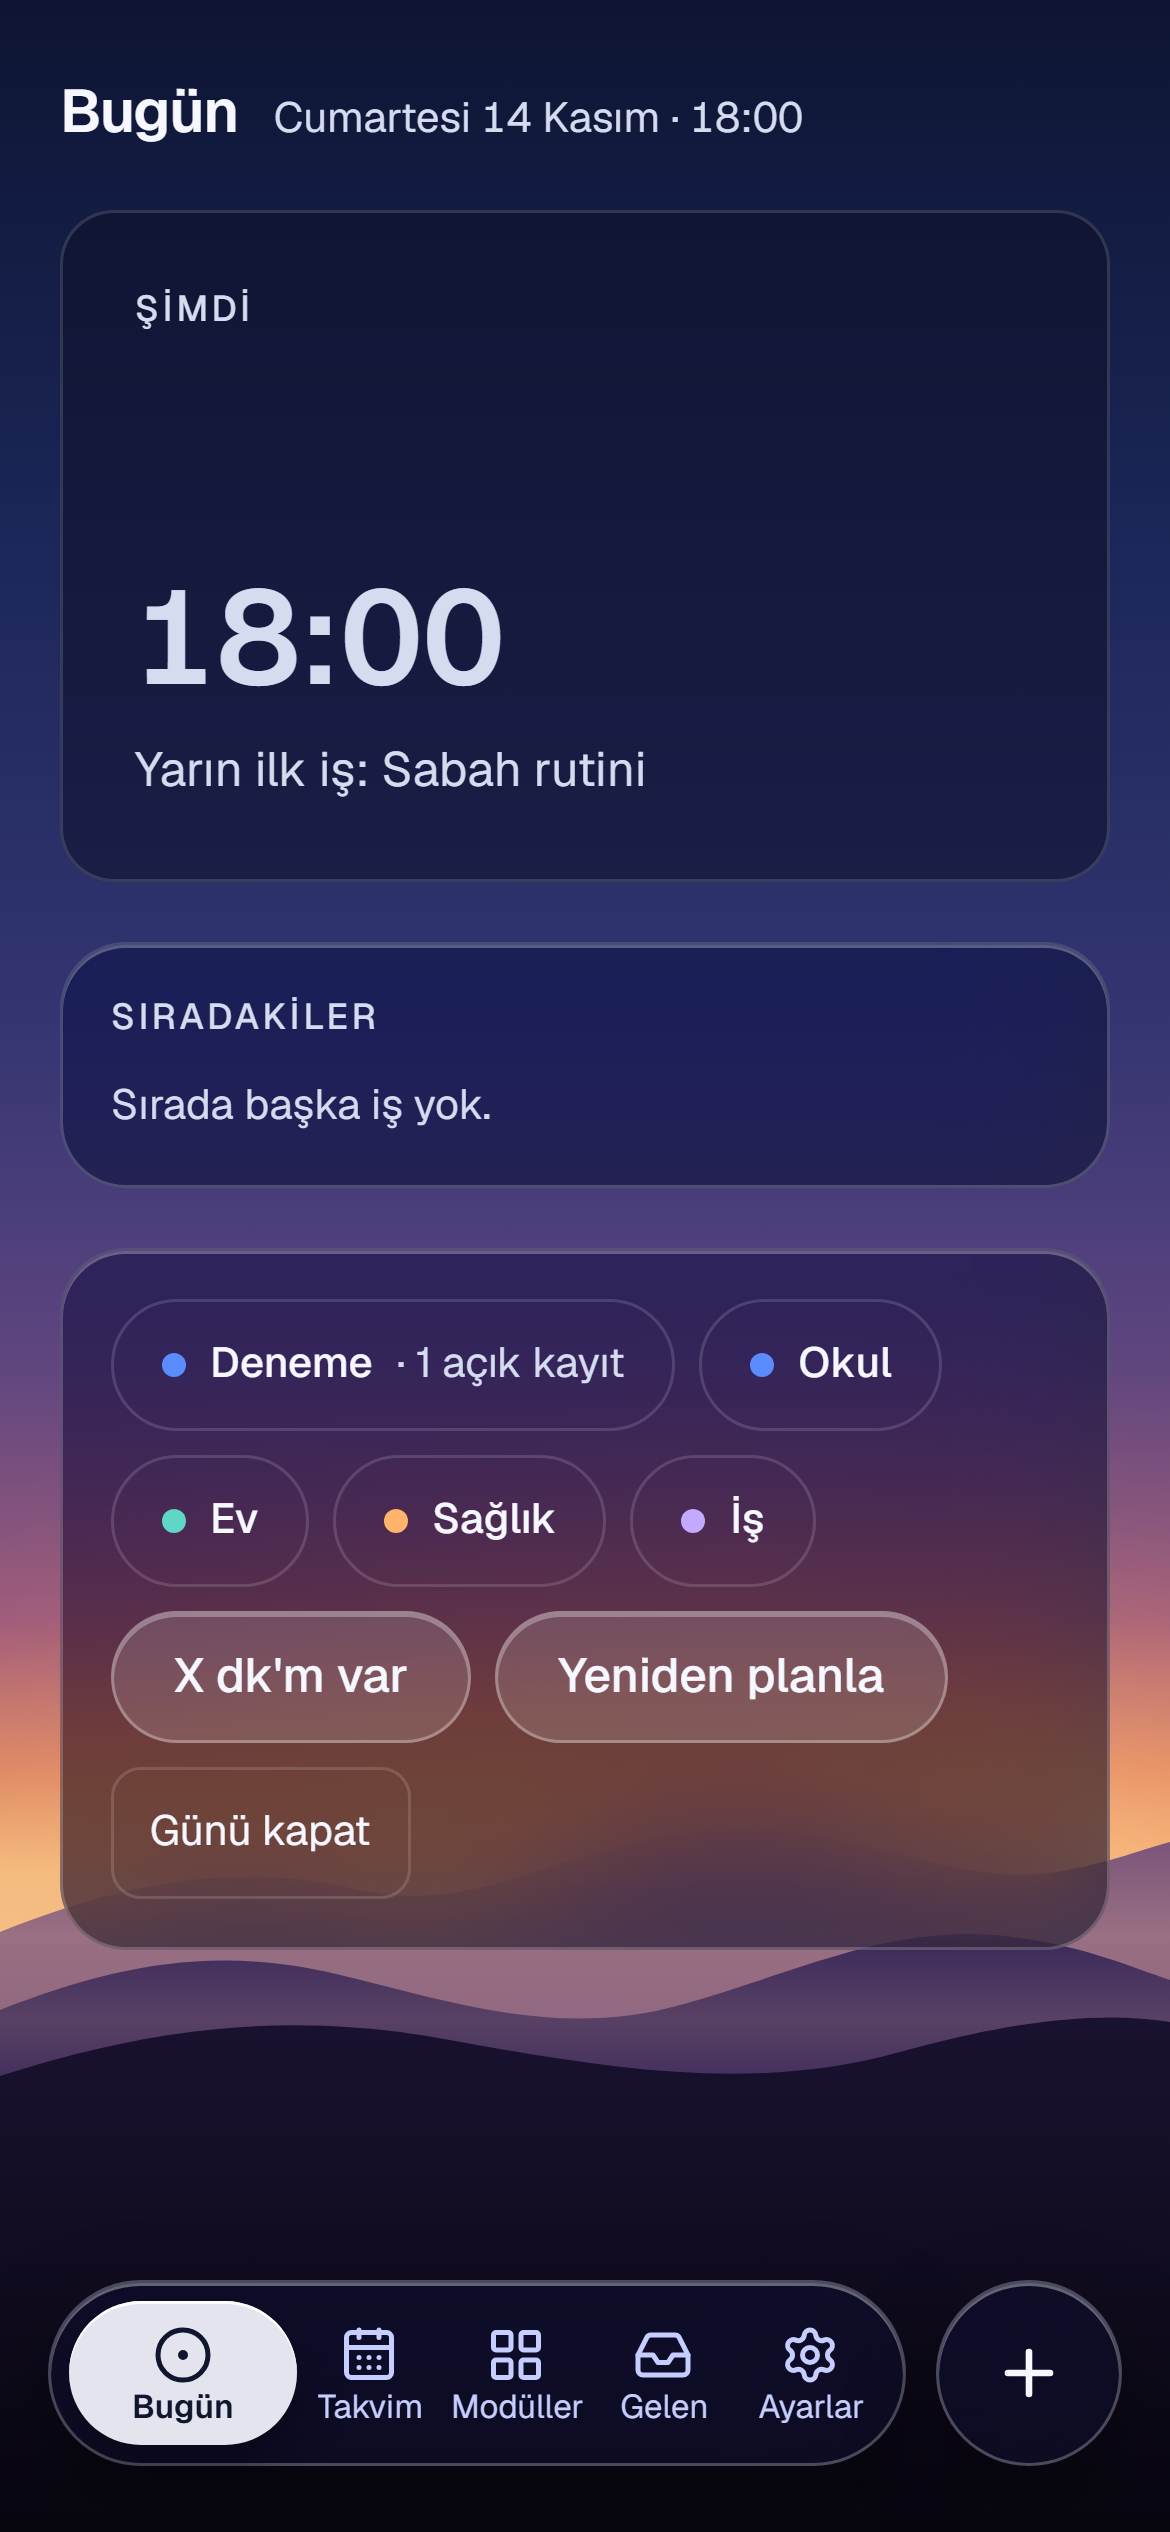 Bugün Cumartesi 14 Kasım · 18:00
ŞİMDİ
18:00
Yarın ilk iş: Sabah rutini
SIRADAKİLER
Sırada başka iş yok.
Deneme · 1 açık kayıt
Okul
Ev
Sağlık
İş
X dk'm var
Yeniden planla
Günü kapat
Bugün
Takvim
Modüller
Gelen
Ayarlar